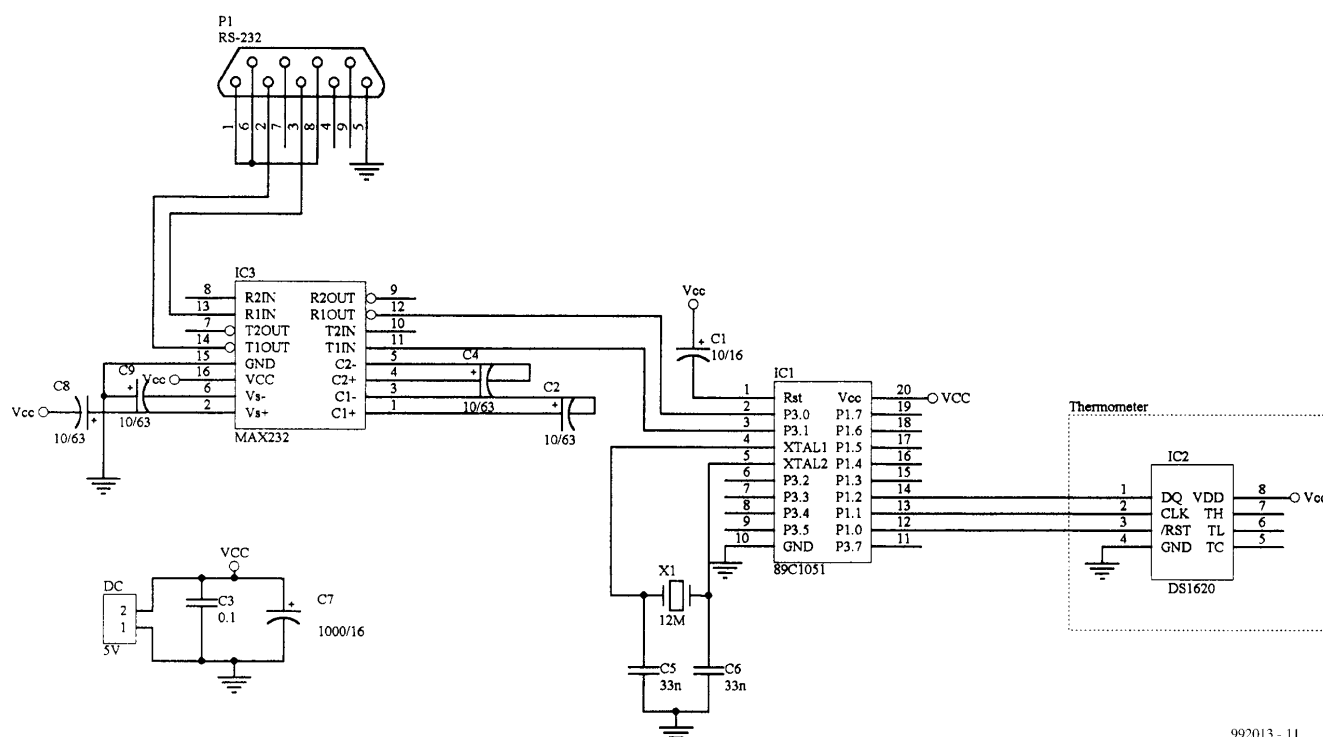 P1
RS-232
1 6 2 7 3 8 4 9 5
IC3
8 R2IN R2OUT 9
13 R1IN R1OUT 12
7 T2OUT T2IN 10
14 T1OUT T1IN 11
15 GND C2- 5
16 VCC C2+ 4
6 Vs- C1- 3
2 Vs+ C1+ 1
MAX232
Vcc
C8
10/63
+
Vcc
C9
10/63
+
C4
10/63
+
C2
10/63
+
Vcc
C1
10/16
+
IC1
1 Rst Vcc 20 VCC
2 P3.0 P1.7 19
3 P3.1 P1.6 18
4 XTAL1 P1.5 17
5 XTAL2 P1.4 16
6 P3.2 P1.3 15
7 P3.3 P1.2 14
8 P3.4 P1.1 13
9 P3.5 P1.0 12
10 GND P3.7 11
89C1051
X1
12M
C5
33n
C6
33n
Thermometer
IC2
1 DQ VDD 8 Vcc
2 CLK TH 7
3 /RST TL 6
4 GND TC 5
DS1620
VCC
DC
2
1
5V
C3
0.1
+
C7
1000/16
992013 - 11